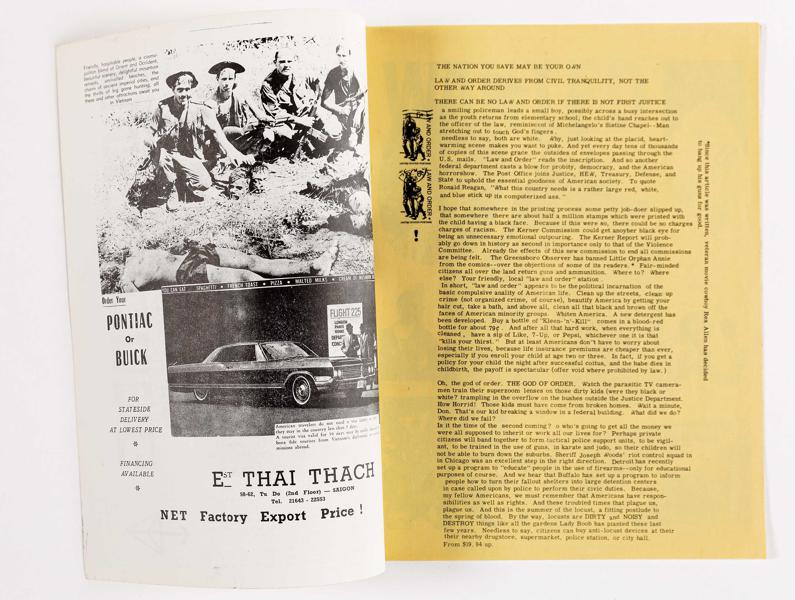 Friendly, hospitable people, a cosmo-
politan blend of Orient and Occident,
beautiful scenery, delightful mountain
resorts, unrivalled beaches, the
charm of ancient imperial cities, and
the thrills of big game hunting, all
these and other attractions await you
in Vietnam
YOU CAN EAT SPAGHETTI • FRENCH TOAST • PIZZA • MALTED MILKS • CREAM OF
Order Your
PONTIAC
Or
BUICK
FOR
STATESIDE
DELIVERY
AT LOWEST PRICE
*
FINANCING
AVAILABLE
*
FLIGHT 225
LONDON
PARIS
ROME
American travelers do not need a
they stay in the country less than 7 days.
A tourist visa valid for 14 days
bona fide tourists from Vietnam's diplomatic
missions abroad.
EST THAI THACH
58-62, Tu Do (2nd Floor) — SAIGON
Tel. 21643 - 22553
NET Factory Export Price !
THE NATION YOU SAVE MAY BE YOUR OWN
LAW AND ORDER DERIVES FROM CIVIL TRANQUILITY, NOT THE
OTHER WAY AROUND
THERE CAN BE NO LAW AND ORDER IF THERE IS NOT FIRST JUSTICE
a smiling policeman leads a small boy, possibly across a busy intersection
as the youth returns from elementary school; the child's hand reaches out to
the officer of the law, reminiscent of Michelangelo's Sistine Chapel--Man
stretching out to touch God's fingers.
needless to say, both are white. Why, just looking at the placid, heart-
warming scene makes you want to puke. And yet every day tens of thousands
of copies of this scene grace the outsides of envelopes passing through the
U.S. mails. "Law and Order" reads the inscription. And so another
federal department casts a blow for probity, democracy, and the American
horrorshow. The Post Office joins Justice, HEW, Treasury, Defense, and
State to uphold the essential goodness of American society. To quote
Ronald Reagan, "What this country needs is a rather large red, white,
and blue stick up its computerized ass."
LAW AND ORDER
LAW AND ORDER
!
I hope that somewhere in the printing process some petty job-doer slipped up,
that somewhere there are about half a million stamps which were printed with
the child having a black face. Because if this were so, there could be no charges
charges of racism. The Kerner Commission could get another black eye for
being an unnecessary emotional outpouring. The Kerner Report will prob-
ably go down in history as second in importance only to that of the Violence
Committee. Already the effects of this new commission to end all commissions
are being felt. The Greensboro Observer has banned Little Orphan Annie
from the comics--over the objections of some of its readers.* Fair-minded
citizens all over the land return guns and ammunition. Where to? Where
else? Your friendly, local "law and order" station
In short, "law and order" appears to be the political incarnation of the
basic compulsive anality of American life. Clean up the streets, clean up
crime (not organized crime, of course), beautify America by getting your
hair cut, take a bath, and above all, clean all that black and brown off the
faces of American minority groups. Whiten America. A new detergent has
been developed. Buy a bottle of "Kleen-'n'-Kill" comes in a blood-red
bottle for about 79¢. And after all that hard work, when everything is
cleaned, have a sip of Like, 7-Up, or Pepsi, whichever one it is that
"kills your thirst." But at least Americans don't have to worry about
losing their lives, because life insurance premiums are cheaper than ever,
especially if you enroll your child at age two or three. In fact, if you get a
policy for your child the night after successful coitus, and the babe dies in
childbirth, the payoff is spectacular (offer void where prohibited by law.)
Oh, the god of order. THE GOD OF ORDER. Watch the parasitic TV camera-
men train their superzoom lenses on those dirty kids (were they black or
white? trampling in the overflow on the bushes outside the Justice Department.
How Horrid! Those kids must have come from broken homes. Wait a minute,
Don. That's our kid breaking a window in a federal building. What did we do?
Where did we fail?
Is it the time of the second coming? o who's going to get all the money we
were all supposed to inherit or work all our lives for? Perhaps private
citizens will band together to form tactical police support units, to be vigil-
ant, to be trained in the use of guns, in karate and judo, so their children will
not be able to burn down the suburbs. Sheriff Joseph Woods' riot control squad in
in Chicago was an excellent step in the right direction. Detroit has recently
set up a program to "educate" people in the use of firearms--only for educational
purposes of course. And we hear that Buffalo has set up a program to inform
people how to turn their fallout shelters into large detention centers
in case called upon by police to perform their civic duties. Because,
my fellow Americans, we must remember that Americans have respon-
sibilities as well as rights. And these troubled times that plague us,
plague us. And this is the summer of the locust, a fitting postlude to
the spring of blood. By the way, locusts are DIRTY and NOISY and
DESTROY things like all the gardens Lady Boob has planted these last
few years. Needless to say, citizens can buy anti-locust devices at their
their nearby drugstore, supermarket, police station, or city hall.
From $19.94 up.
*Since this article was written, veteran movie cowboy Rex Allen has decided
to hang up his guns for good.